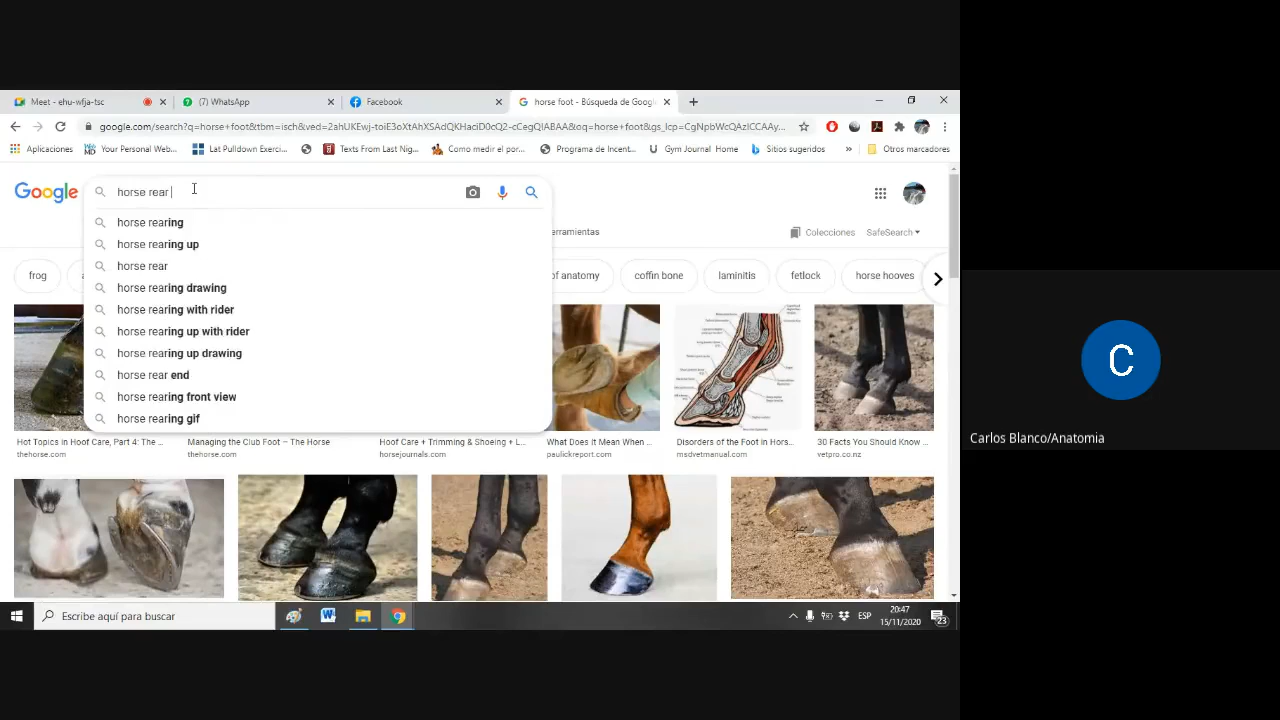 Meet - ehu-wfja-tsc
(7) WhatsApp
Facebook
horse foot - Búsqueda de Googl
google.com/search?q=horse+foot&tbm=isch&ved=2ahUKEwj-toiE3oXtAhXSAdQKHaciD0cQ2-cCegQIABAA&oq=horse+foot&gs_lcp=CgNpbWcQAzICCAAy...
Aplicaciones
Your Personal Web...
Lat Pulldown Exerci...
Texts From Last Nig...
Como medir el por...
Programa de Incent...
Gym Journal Home
Sitios sugeridos
»
Otros marcadores
Google
horse rear
horse rearing
horse rearing up
horse rear
horse rearing drawing
horse rearing with rider
horse rearing up with rider
horse rearing up drawing
horse rear end
horse rearing front view
horse rearing gif
erramientas
Colecciones
SafeSearch
frog
of anatomy
coffin bone
laminitis
fetlock
horse hooves
Hot Topics in Hoof Care, Part 4: The ...
thehorse.com
Managing the Club Foot – The Horse
thehorse.com
Hoof Care + Trimming & Shoeing + L...
horsejournals.com
What Does It Mean When ...
paulickreport.com
Disorders of the Foot in Hors...
msdvetmanual.com
30 Facts You Should Know ...
vetpro.co.nz
Escribe aquí para buscar
ESP
20:47
15/11/2020
23
C
Carlos Blanco/Anatomia